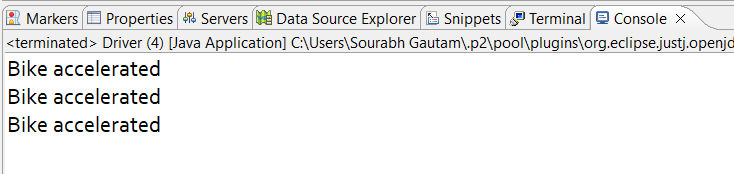 Markers Properties Servers Data Source Explorer Snippets Terminal Console
<terminated> Driver (4) [Java Application] C:\Users\Sourabh Gautam\.p2\pool\plugins\org.eclipse.justj.openjd
Bike accelerated
Bike accelerated
Bike accelerated